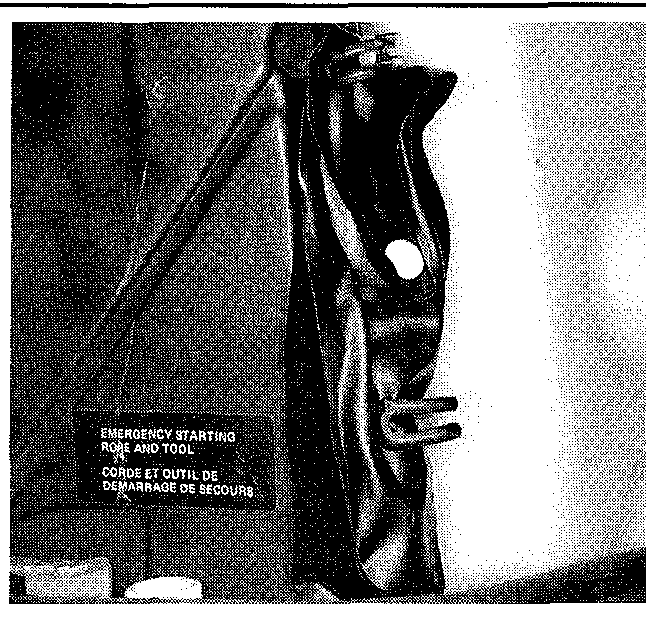 EMERGENCY STARTING
ROPE AND TOOL
CORDE ET OUTIL DE
DEMARRAGE DE SECOURS